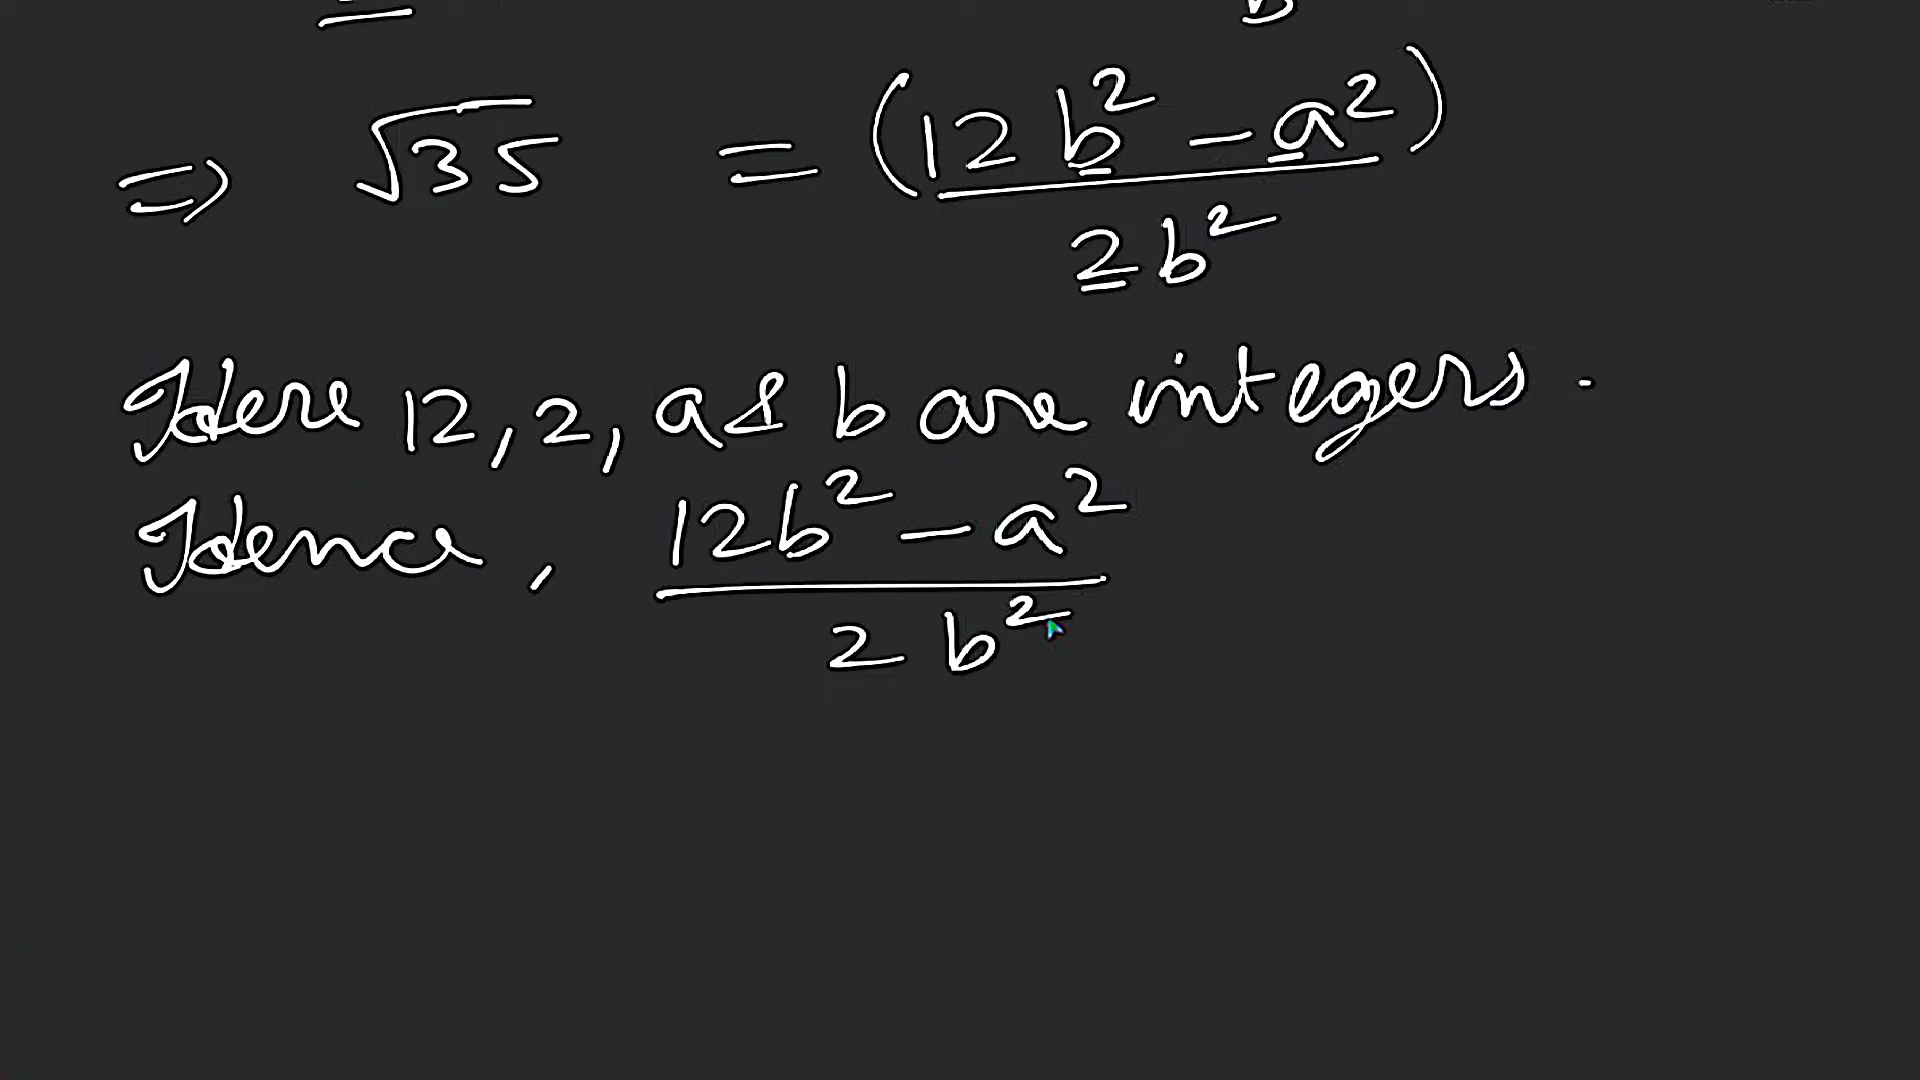 ⇒ √35 = (12b² – a²) / 2b²
Here 12, 2, a & b are integers.
Hence, 12b² – a² / 2b²